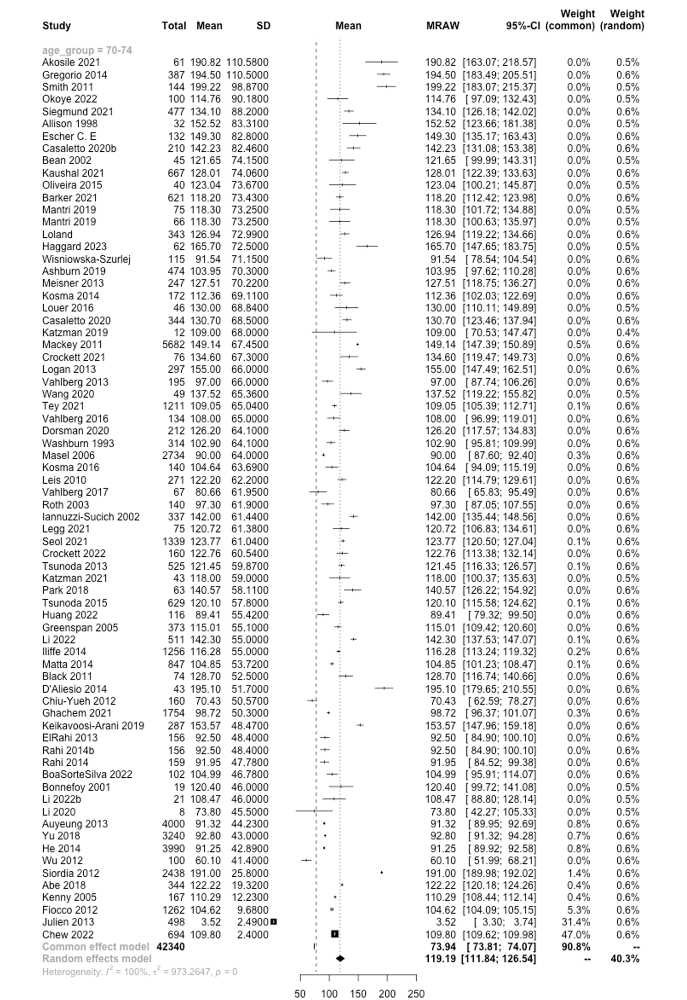 Weight Weight
Study Total Mean SD Mean MRAW 95%-CI (common) (random)
age_group = 70-74
Akosile 2021 61 190.82 110.5800 190.82 [163.07; 218.57] 0.0% 0.5%
Gregorio 2014 387 194.50 110.5000 194.50 [183.49; 205.51] 0.0% 0.6%
Smith 2011 144 199.22 98.8700 199.22 [183.07; 215.37] 0.0% 0.5%
Okoye 2022 100 114.76 90.1800 114.76 [ 97.09; 132.43] 0.0% 0.5%
Siegmund 2021 477 134.10 88.2000 134.10 [126.18; 142.02] 0.0% 0.6%
Allison 1998 32 152.52 83.3100 152.52 [123.66; 181.38] 0.0% 0.5%
Escher C. E 132 149.30 82.8000 149.30 [135.17; 163.43] 0.0% 0.6%
Casaletto 2020b 210 142.23 82.4600 142.23 [131.08; 153.38] 0.0% 0.6%
Bean 2002 45 121.65 74.1500 121.65 [ 99.99; 143.31] 0.0% 0.5%
Kaushal 2021 667 128.01 74.0600 128.01 [122.39; 133.63] 0.0% 0.6%
Oliveira 2015 40 123.04 73.6700 123.04 [100.21; 145.87] 0.0% 0.5%
Barker 2021 621 118.20 73.4300 118.20 [112.42; 123.98] 0.0% 0.6%
Mantri 2019 75 118.30 73.2500 118.30 [101.72; 134.88] 0.0% 0.5%
Mantri 2019 66 118.30 73.2500 118.30 [100.63; 135.97] 0.0% 0.5%
Loland 343 126.94 72.9900 126.94 [119.22; 134.66] 0.0% 0.6%
Haggard 2023 62 165.70 72.5000 165.70 [147.65; 183.75] 0.0% 0.5%
Wisniowska-Szurlej 115 91.54 71.1500 91.54 [ 78.54; 104.54] 0.0% 0.6%
Ashburn 2019 474 103.95 70.3000 103.95 [ 97.62; 110.28] 0.0% 0.6%
Meisner 2013 247 127.51 70.2200 127.51 [118.75; 136.27] 0.0% 0.6%
Kosma 2014 172 112.36 69.1100 112.36 [102.03; 122.69] 0.0% 0.6%
Louer 2016 46 130.00 68.8400 130.00 [110.11; 149.89] 0.0% 0.5%
Casaletto 2020 344 130.70 68.5000 130.70 [123.46; 137.94] 0.0% 0.6%
Katzman 2019 12 109.00 68.0000 109.00 [ 70.53; 147.47] 0.0% 0.4%
Mackey 2011 5682 149.14 67.4500 149.14 [147.39; 150.89] 0.5% 0.6%
Crockett 2021 76 134.60 67.3000 134.60 [119.47; 149.73] 0.0% 0.6%
Logan 2013 297 155.00 66.0000 155.00 [147.49; 162.51] 0.0% 0.6%
Vahlberg 2013 195 97.00 66.0000 97.00 [ 87.74; 106.26] 0.0% 0.6%
Wang 2020 49 137.52 65.3600 137.52 [119.22; 155.82] 0.0% 0.5%
Tey 2021 1211 109.05 65.0400 109.05 [105.39; 112.71] 0.1% 0.6%
Vahlberg 2016 134 108.00 65.0000 108.00 [ 96.99; 119.01] 0.0% 0.6%
Dorsman 2020 212 126.20 64.1000 126.20 [117.57; 134.83] 0.0% 0.6%
Washburn 1993 314 102.90 64.1000 102.90 [ 95.81; 109.99] 0.0% 0.6%
Masel 2006 2734 90.00 64.0000 90.00 [ 87.60; 92.40] 0.3% 0.6%
Kosma 2016 140 104.64 63.6900 104.64 [ 94.09; 115.19] 0.0% 0.6%
Leis 2010 271 122.20 62.2000 122.20 [114.79; 129.61] 0.0% 0.6%
Vahlberg 2017 67 80.66 61.9500 80.66 [ 65.83; 95.49] 0.0% 0.6%
Roth 2003 140 97.30 61.9000 97.30 [ 87.05; 107.55] 0.0% 0.6%
Iannuzzi-Sucich 2002 337 142.00 61.4400 142.00 [135.44; 148.56] 0.0% 0.6%
Legg 2021 75 120.72 61.3800 120.72 [106.83; 134.61] 0.0% 0.6%
Seol 2021 1339 123.77 61.0400 123.77 [120.50; 127.04] 0.1% 0.6%
Crockett 2022 160 122.76 60.5400 122.76 [113.38; 132.14] 0.0% 0.6%
Tsunoda 2013 525 121.45 59.8700 121.45 [116.33; 126.57] 0.1% 0.6%
Katzman 2021 43 118.00 59.0000 118.00 [100.37; 135.63] 0.0% 0.5%
Park 2018 63 140.57 58.1100 140.57 [126.22; 154.92] 0.0% 0.6%
Tsunoda 2015 629 120.10 57.8000 120.10 [115.58; 124.62] 0.1% 0.6%
Huang 2022 116 89.41 55.4200 89.41 [ 79.32; 99.50] 0.0% 0.6%
Greenspan 2005 373 115.01 55.1000 115.01 [109.42; 120.60] 0.0% 0.6%
Li 2022 511 142.30 55.0000 142.30 [137.53; 147.07] 0.1% 0.6%
Iliffe 2014 1256 116.28 55.0000 116.28 [113.24; 119.32] 0.2% 0.6%
Matta 2014 847 104.85 53.7200 104.85 [101.23; 108.47] 0.1% 0.6%
Black 2011 74 128.70 52.5000 128.70 [116.74; 140.66] 0.0% 0.6%
D'Aliesio 2014 43 195.10 51.7000 195.10 [179.65; 210.55] 0.0% 0.6%
Chiu-Yueh 2012 160 70.43 50.5700 70.43 [ 62.59; 78.27] 0.0% 0.6%
Ghachem 2021 1754 98.72 50.3000 98.72 [ 96.37; 101.07] 0.3% 0.6%
Keikavoosi-Arani 2019 287 153.57 48.4700 153.57 [147.96; 159.18] 0.0% 0.6%
ElRahi 2013 156 92.50 48.4000 92.50 [ 84.90; 100.10] 0.0% 0.6%
Rahi 2014b 156 92.50 48.4000 92.50 [ 84.90; 100.10] 0.0% 0.6%
Rahi 2014 159 91.95 47.7800 91.95 [ 84.52; 99.38] 0.0% 0.6%
BoaSorteSilva 2022 102 104.99 46.7800 104.99 [ 95.91; 114.07] 0.0% 0.6%
Bonnefoy 2001 19 120.40 46.0000 120.40 [ 99.72; 141.08] 0.0% 0.5%
Li 2022b 21 108.47 46.0000 108.47 [ 88.80; 128.14] 0.0% 0.5%
Li 2020 8 73.80 45.5000 73.80 [ 42.27; 105.33] 0.0% 0.5%
Auyeung 2013 4000 91.32 44.2300 91.32 [ 89.95; 92.69] 0.8% 0.6%
Yu 2018 3240 92.80 43.0000 92.80 [ 91.32; 94.28] 0.7% 0.6%
He 2014 3990 91.25 42.8900 91.25 [ 89.92; 92.58] 0.8% 0.6%
Wu 2012 100 60.10 41.4000 60.10 [ 51.99; 68.21] 0.0% 0.6%
Siordia 2012 2438 191.00 25.8000 191.00 [189.98; 192.02] 1.4% 0.6%
Abe 2018 344 122.22 19.3200 122.22 [120.18; 124.26] 0.4% 0.6%
Kenny 2005 167 110.29 12.2300 110.29 [108.44; 112.14] 0.4% 0.6%
Fiocco 2012 1262 104.62 9.6800 104.62 [104.09; 105.15] 5.3% 0.6%
Julien 2013 498 3.52 2.4900 3.52 [ 3.30; 3.74] 31.4% 0.6%
Chew 2022 694 109.80 2.4000 109.80 [109.62; 109.98] 47.0% 0.6%
Common effect model 42340 73.94 [ 73.81; 74.07] 90.8% --
Random effects model 119.19 [111.84; 126.54] -- 40.3%
Heterogeneity: I² = 100%, τ² = 973.2647, p = 0
50 100 150 200 250